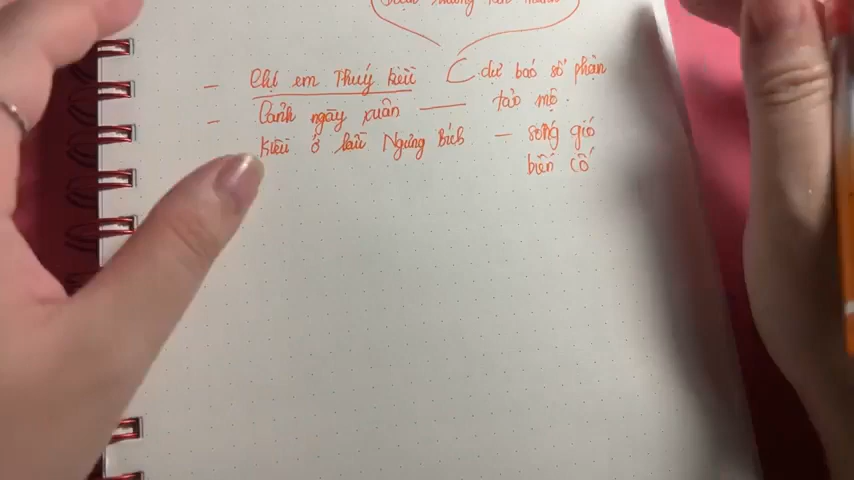 - Chị em Thuý Kiều dự báo số phận
- Cảnh ngày xuân — tảo mộ.
Kiều ở lầu Ngưng Bích - sóng gió
biến cố